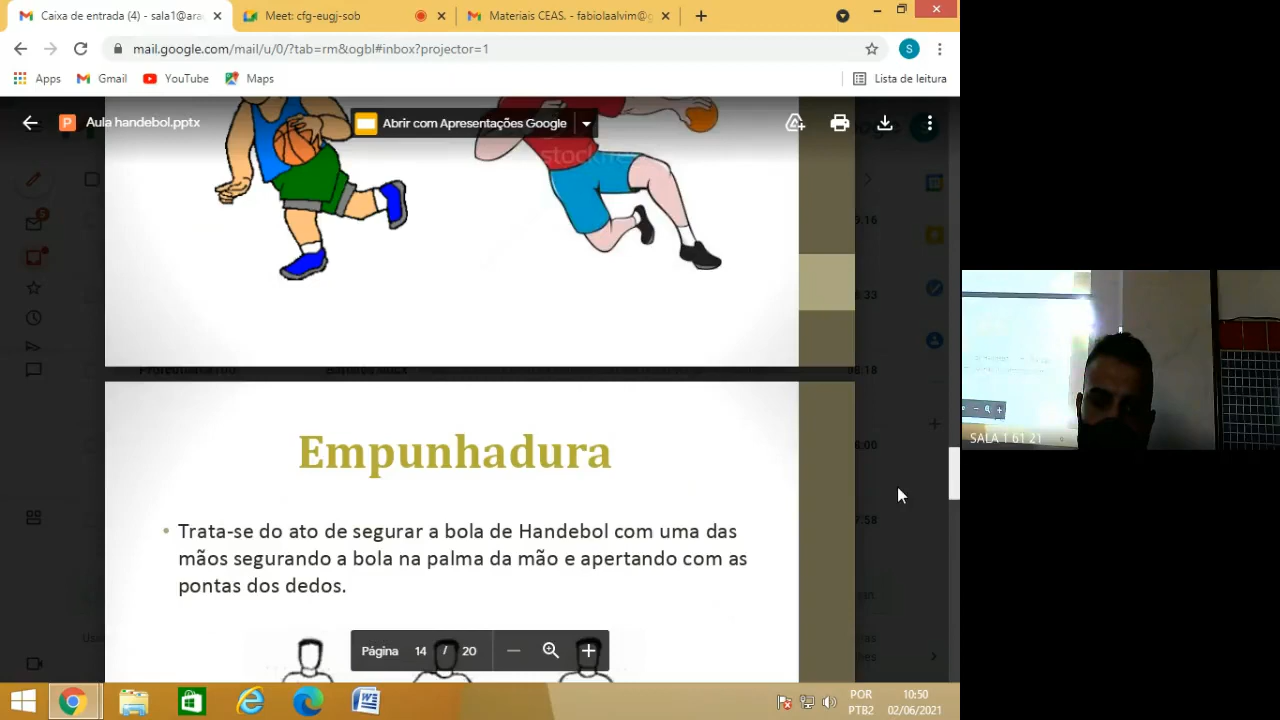 Caixa de entrada (4) - sala1@ara
Meet: cfg-eugj-sob
Materiais CEAS. - fabiolaalvim@g
mail.google.com/mail/u/0/?tab=rm&ogbl#inbox?projector=1
S
Apps
Gmail
YouTube
Maps
Lista de leitura
P
Aula handebol.pptx
Abrir com Apresentações Google
5
08:18
Empunhadura
• Trata-se do ato de segurar a bola de Handebol com uma das
mãos segurando a bola na palma da mão e apertando com as
pontas dos dedos.
Página 14 / 20
SALA 1 61 21
POR
PTB2
10:50
02/06/2021